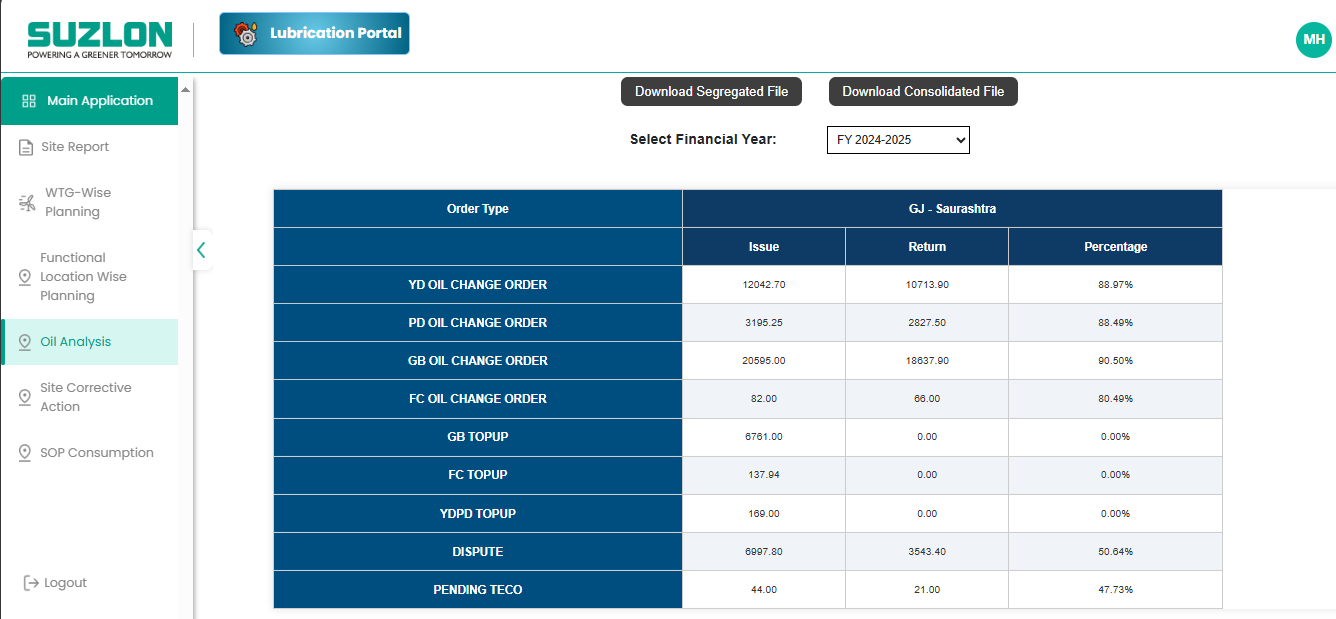 SUZLON
POWERING A GREENER TOMORROW
Lubrication Portal
MH
Main Application
Site Report
WTG-Wise
Planning
Functional
Location Wise
Planning
Oil Analysis
Site Corrective
Action
SOP Consumption
Logout
Download Segregated File Download Consolidated File
Select Financial Year: FY 2024-2025
Order Type GJ - Saurashtra
Issue Return Percentage
YD OIL CHANGE ORDER 12042.70 10713.90 88.97%
PD OIL CHANGE ORDER 3195.25 2827.50 88.49%
GB OIL CHANGE ORDER 20595.00 18637.90 90.50%
FC OIL CHANGE ORDER 82.00 66.00 80.49%
GB TOPUP 6761.00 0.00 0.00%
FC TOPUP 137.94 0.00 0.00%
YDPD TOPUP 169.00 0.00 0.00%
DISPUTE 6997.80 3543.40 50.64%
PENDING TECO 44.00 21.00 47.73%